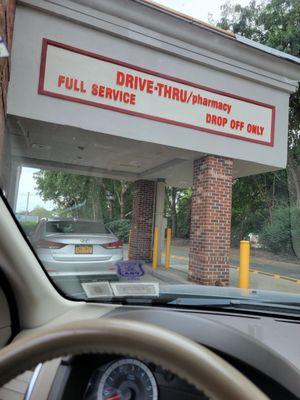 DRIVE-THRU/pharmacy
FULL SERVICE
DROP OFF ONLY